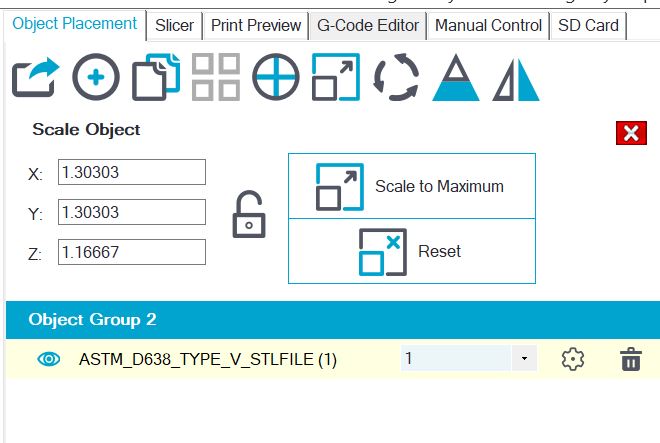 Object Placement Slicer Print Preview G-Code Editor Manual Control SD Card
Scale Object
X: 1.30303
Y: 1.30303
Z: 1.16667
Scale to Maximum
Reset
Object Group 2
ASTM_D638_TYPE_V_STLFILE (1) 1